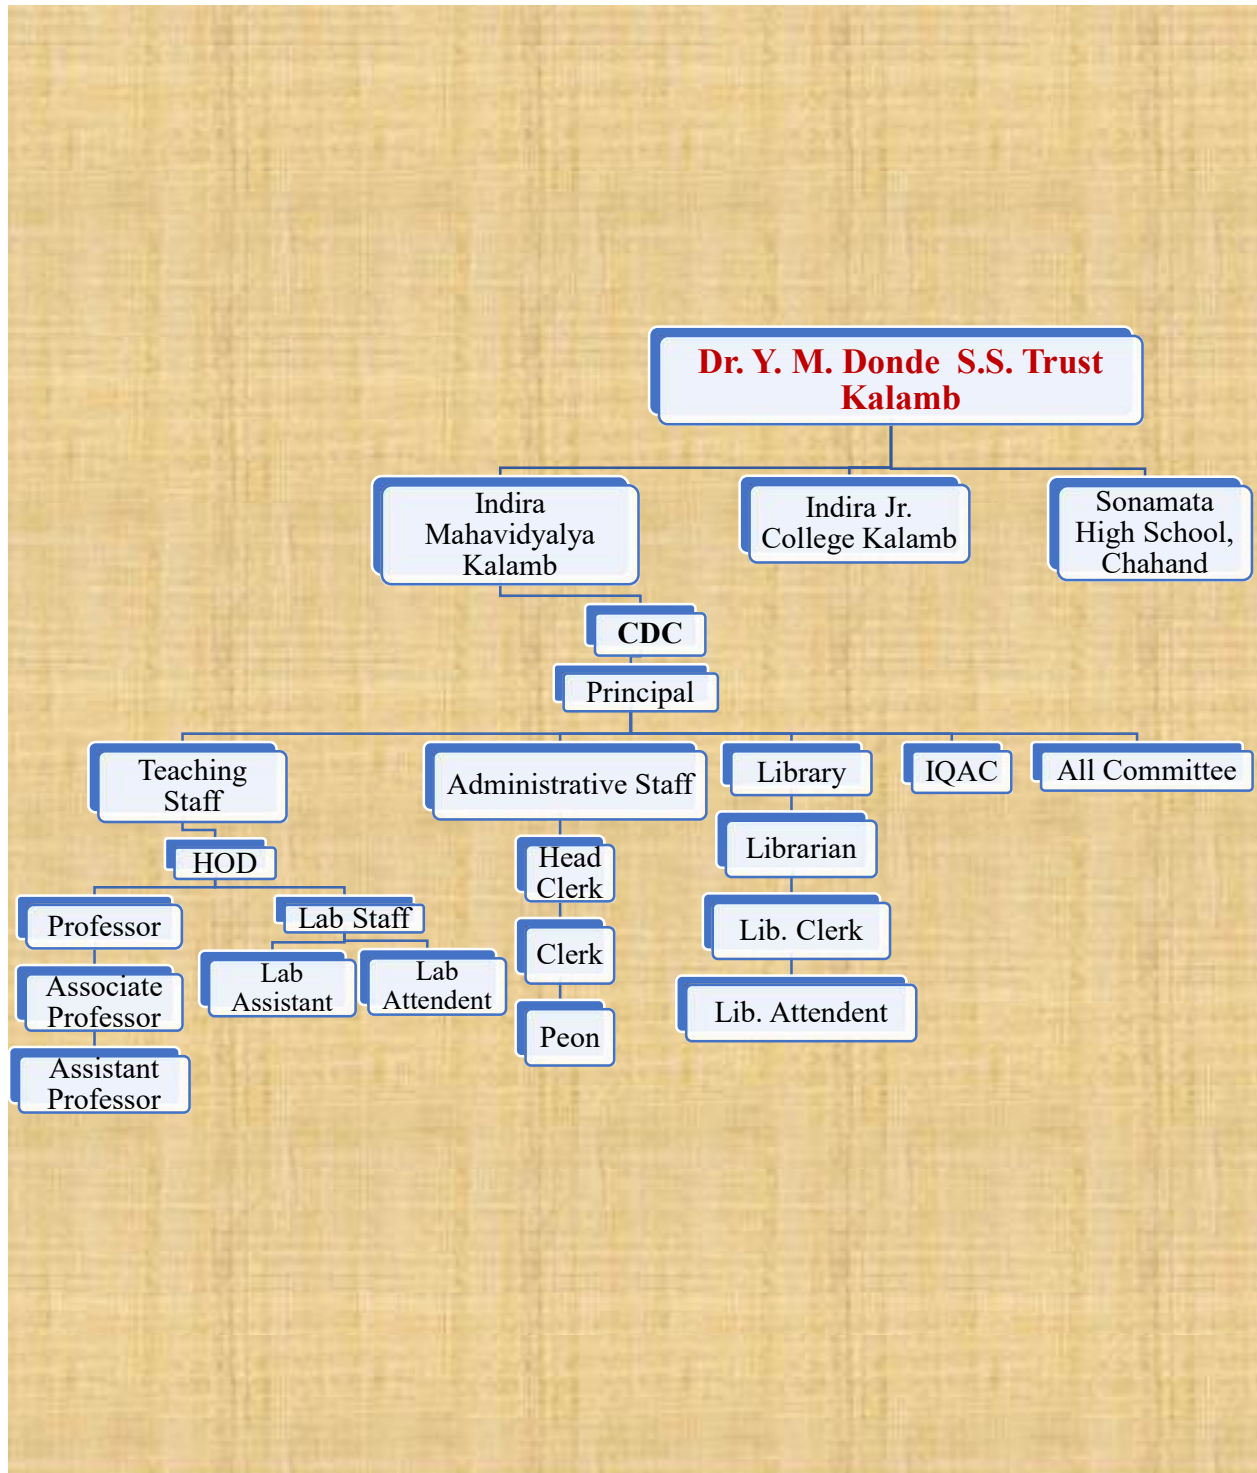 Dr. Y. M. Donde S.S. Trust
Kalamb
Indira
Mahavidyalya
Kalamb
Indira Jr.
College Kalamb
Sonamata
High School,
Chahand
CDC
Principal
Teaching
Staff
Administrative Staff
Library
IQAC
All Committee
HOD
Head
Clerk
Librarian
Professor
Lab Staff
Clerk
Lib. Clerk
Associate
Professor
Lab
Assistant
Lab
Attendent
Peon
Lib. Attendent
Assistant
Professor